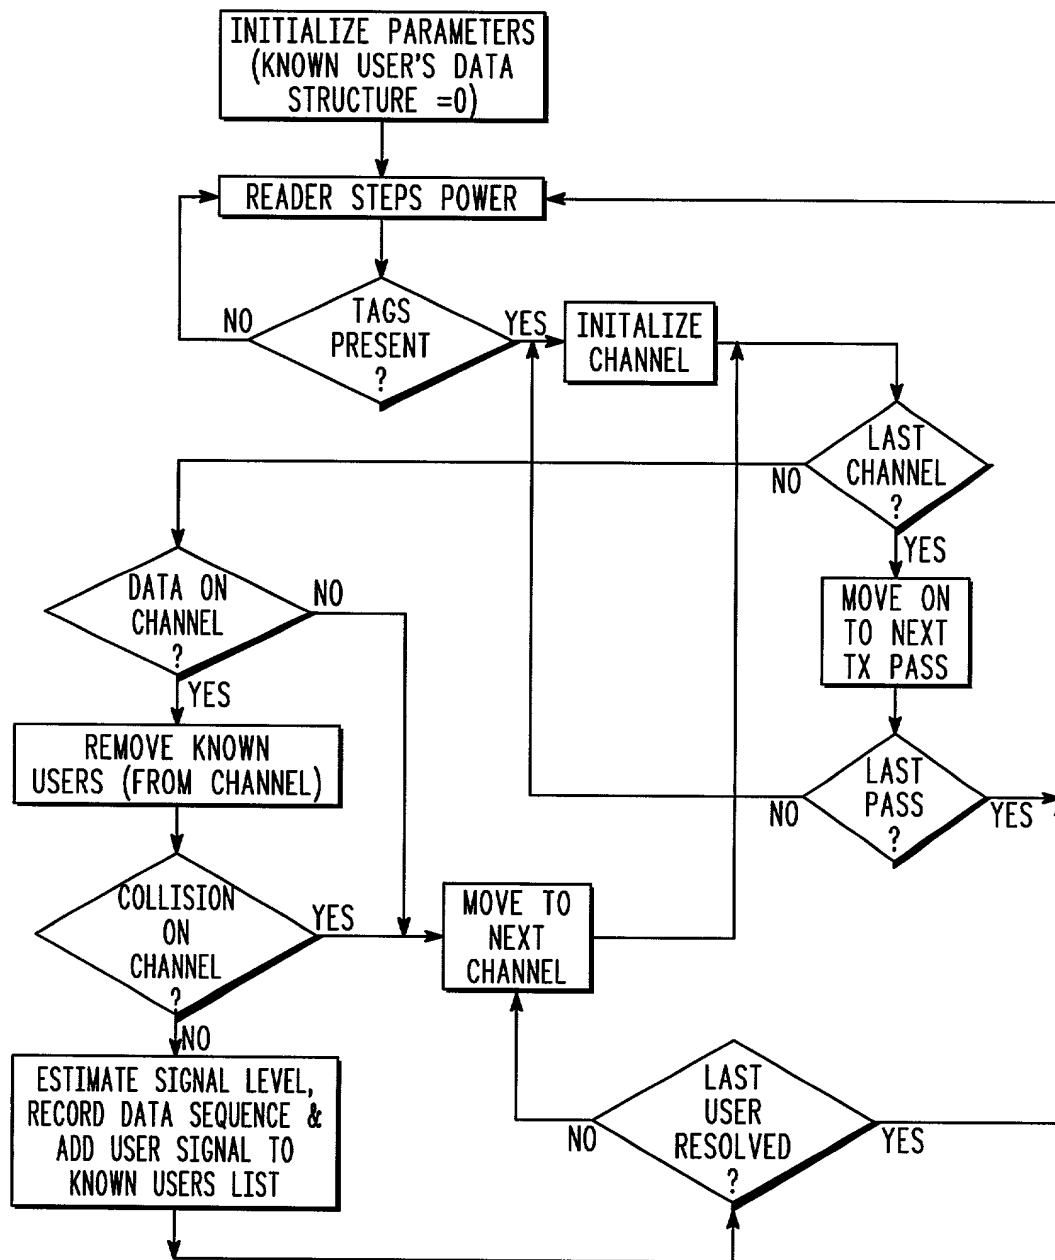 INITIALIZE PARAMETERS
(KNOWN USER'S DATA
STRUCTURE =0)
READER STEPS POWER
NO
TAGS
PRESENT
?
YES
INITALIZE
CHANNEL
LAST
CHANNEL
?
NO
YES
DATA ON
CHANNEL
?
NO
YES
MOVE ON
TO NEXT
TX PASS
REMOVE KNOWN
USERS (FROM CHANNEL)
LAST
PASS
?
NO
YES
COLLISION
ON
CHANNEL
?
YES
NO
MOVE TO
NEXT
CHANNEL
ESTIMATE SIGNAL LEVEL,
RECORD DATA SEQUENCE &
ADD USER SIGNAL TO
KNOWN USERS LIST
LAST
USER
RESOLVED
?
NO
YES